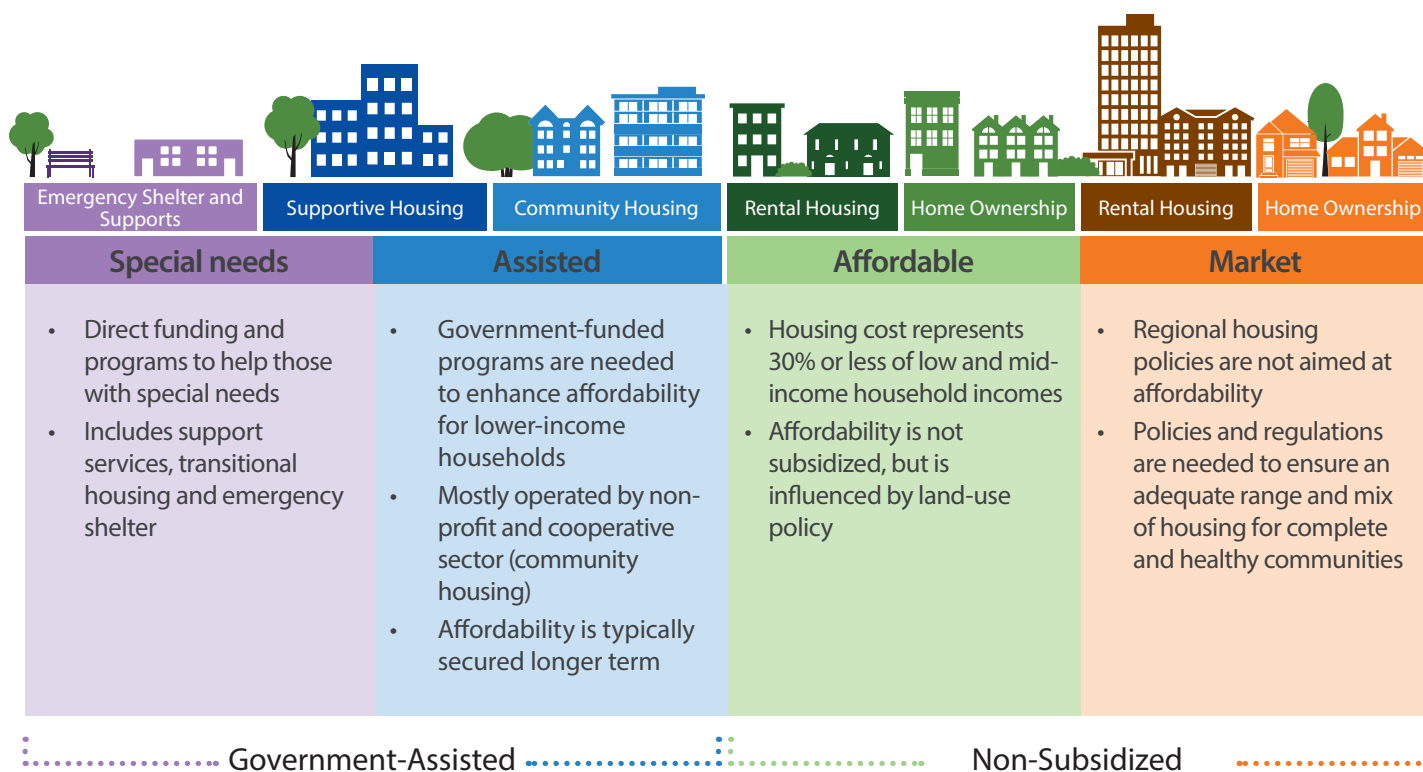 Emergency Shelter and
Supports
Supportive Housing
Community Housing
Rental Housing
Home Ownership
Rental Housing
Home Ownership
Special needs
Assisted
Affordable
Market
• Direct funding and
programs to help those
with special needs
• Includes support
services, transitional
housing and emergency
shelter
• Government-funded
programs are needed
to enhance affordability
for lower-income
households
• Mostly operated by non-
profit and cooperative
sector (community
housing)
• Affordability is typically
secured longer term
• Housing cost represents
30% or less of low and mid-
income household incomes
• Affordability is not
subsidized, but is
influenced by land-use
policy
• Regional housing
policies are not aimed at
affordability
• Policies and regulations
are needed to ensure an
adequate range and mix
of housing for complete
and healthy communities
Government-Assisted
Non-Subsidized